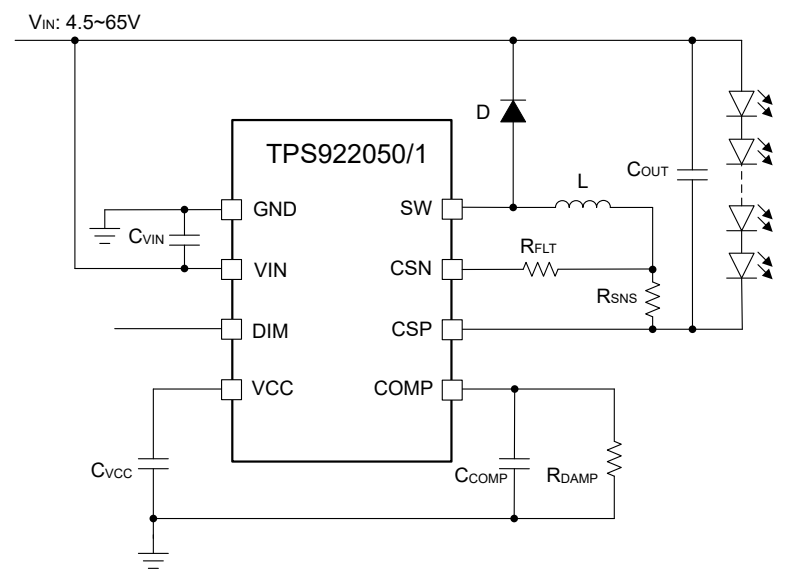 VIN: 4.5~65V
D
TPS922050/1
COUT
L
GND
SW
CVIN
RFLT
VIN
CSN
RSNS
DIM
CSP
VCC
COMP
CVCC
CCOMP
RDAMP